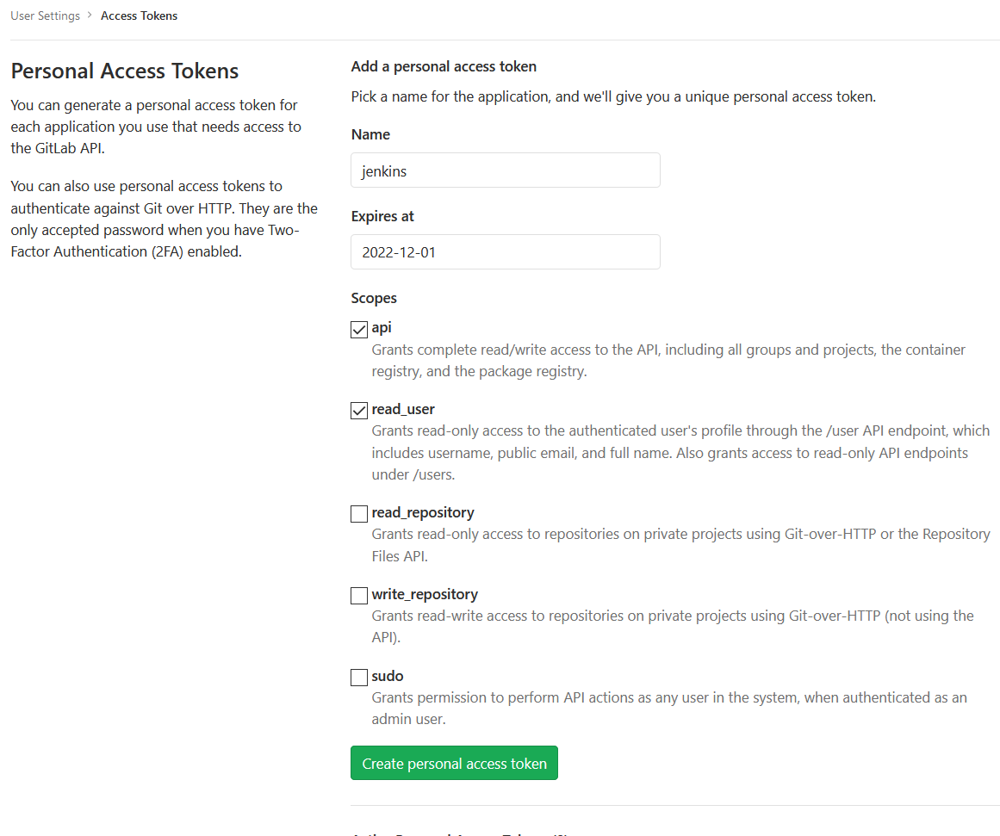 User Settings > Access Tokens
Personal Access Tokens
You can generate a personal access token for
each application you use that needs access to
the GitLab API.
You can also use personal access tokens to
authenticate against Git over HTTP. They are the
only accepted password when you have Two-
Factor Authentication (2FA) enabled.
Add a personal access token
Pick a name for the application, and we'll give you a unique personal access token.
Name
jenkins
Expires at
2022-12-01
Scopes
api
Grants complete read/write access to the API, including all groups and projects, the container
registry, and the package registry.
read_user
Grants read-only access to the authenticated user's profile through the /user API endpoint, which
includes username, public email, and full name. Also grants access to read-only API endpoints
under /users.
read_repository
Grants read-only access to repositories on private projects using Git-over-HTTP or the Repository
Files API.
write_repository
Grants read-write access to repositories on private projects using Git-over-HTTP (not using the
API).
sudo
Grants permission to perform API actions as any user in the system, when authenticated as an
admin user.
Create personal access token